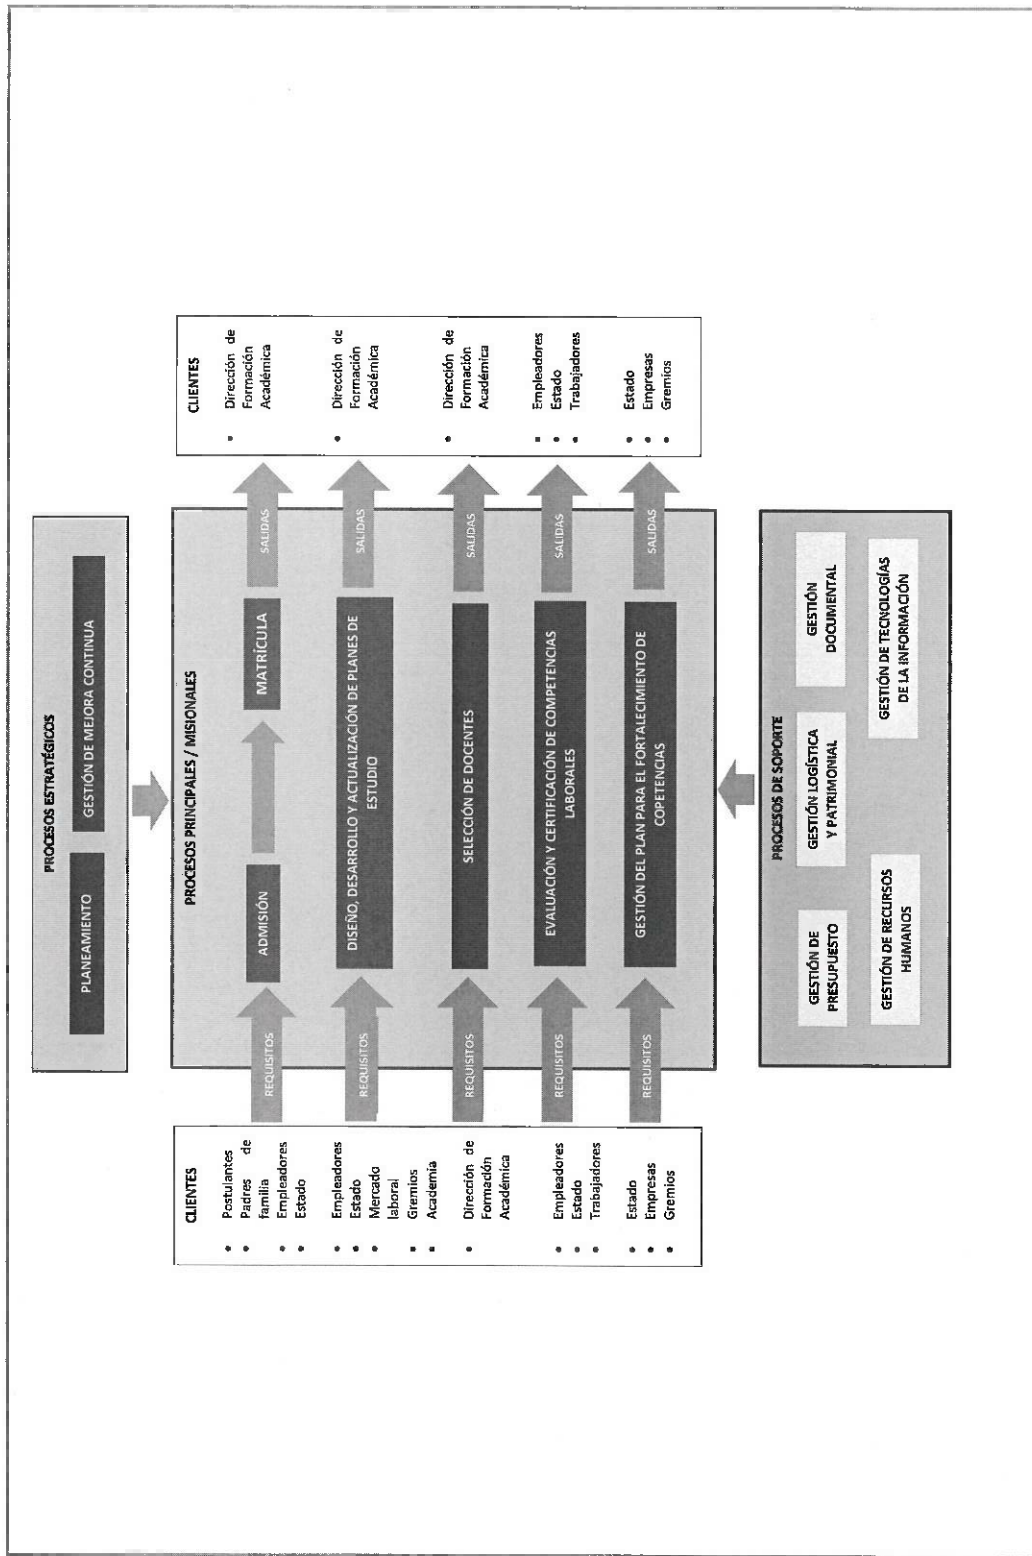 PROCESOS ESTRATÉGICOS
PLANEAMIENTO
GESTIÓN DE MEJORA CONTINUA
CLIENTES
• Postulantes
• Padres de
familia
• Empleadores
• Estado
• Empleadores
• Estado
• Mercado
laboral
• Gremios
• Academia
• Dirección de
Formación
Académica
• Empleadores
• Estado
• Trabajadores
• Estado
• Empresas
• Gremios
PROCESOS PRINCIPALES / MISIONALES
REQUISITOS
ADMISIÓN
MATRÍCULA
SALIDAS
REQUISITOS
DISEÑO, DESARROLLO Y ACTUALIZACIÓN DE PLANES DE
ESTUDIO
SALIDAS
REQUISITOS
SELECCIÓN DE DOCENTES
SALIDAS
REQUISITOS
EVALUACIÓN Y CERTIFICACIÓN DE COMPETENCIAS
LABORALES
SALIDAS
REQUISITOS
GESTIÓN DEL PLAN PARA EL FORTALECIMIENTO DE
COPETENCIAS
SALIDAS
CLIENTES
• Dirección de
Formación
Académica
• Dirección de
Formación
Académica
• Dirección de
Formación
Académica
• Empleadores
• Estado
• Trabajadores
• Estado
• Empresas
• Gremios
PROCESOS DE SOPORTE
GESTIÓN DE
PRESUPUESTO
GESTIÓN LOGÍSTICA
Y PATRIMONIAL
GESTIÓN
DOCUMENTAL
GESTIÓN DE RECURSOS
HUMANOS
GESTIÓN DE TECNOLOGÍAS
DE LA INFORMACIÓN